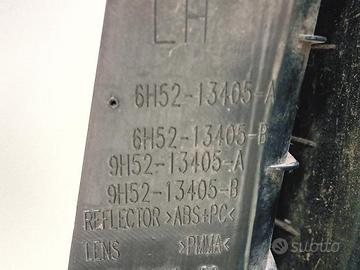 LH
6H52-13405-A
6H52-13405-B
9H52-13405-A
9H52-13405-B
REFLECTOR >ABS+PC<
LENS >PMMA<
subito